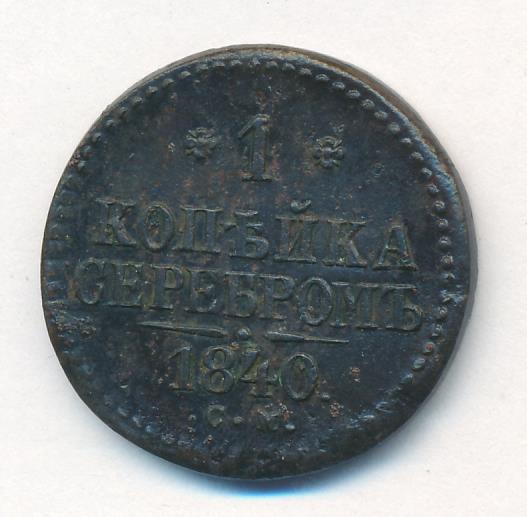 * 1 *
КОПѢЙКА
СЕРЕБРОМЪ
1840.
С. М.